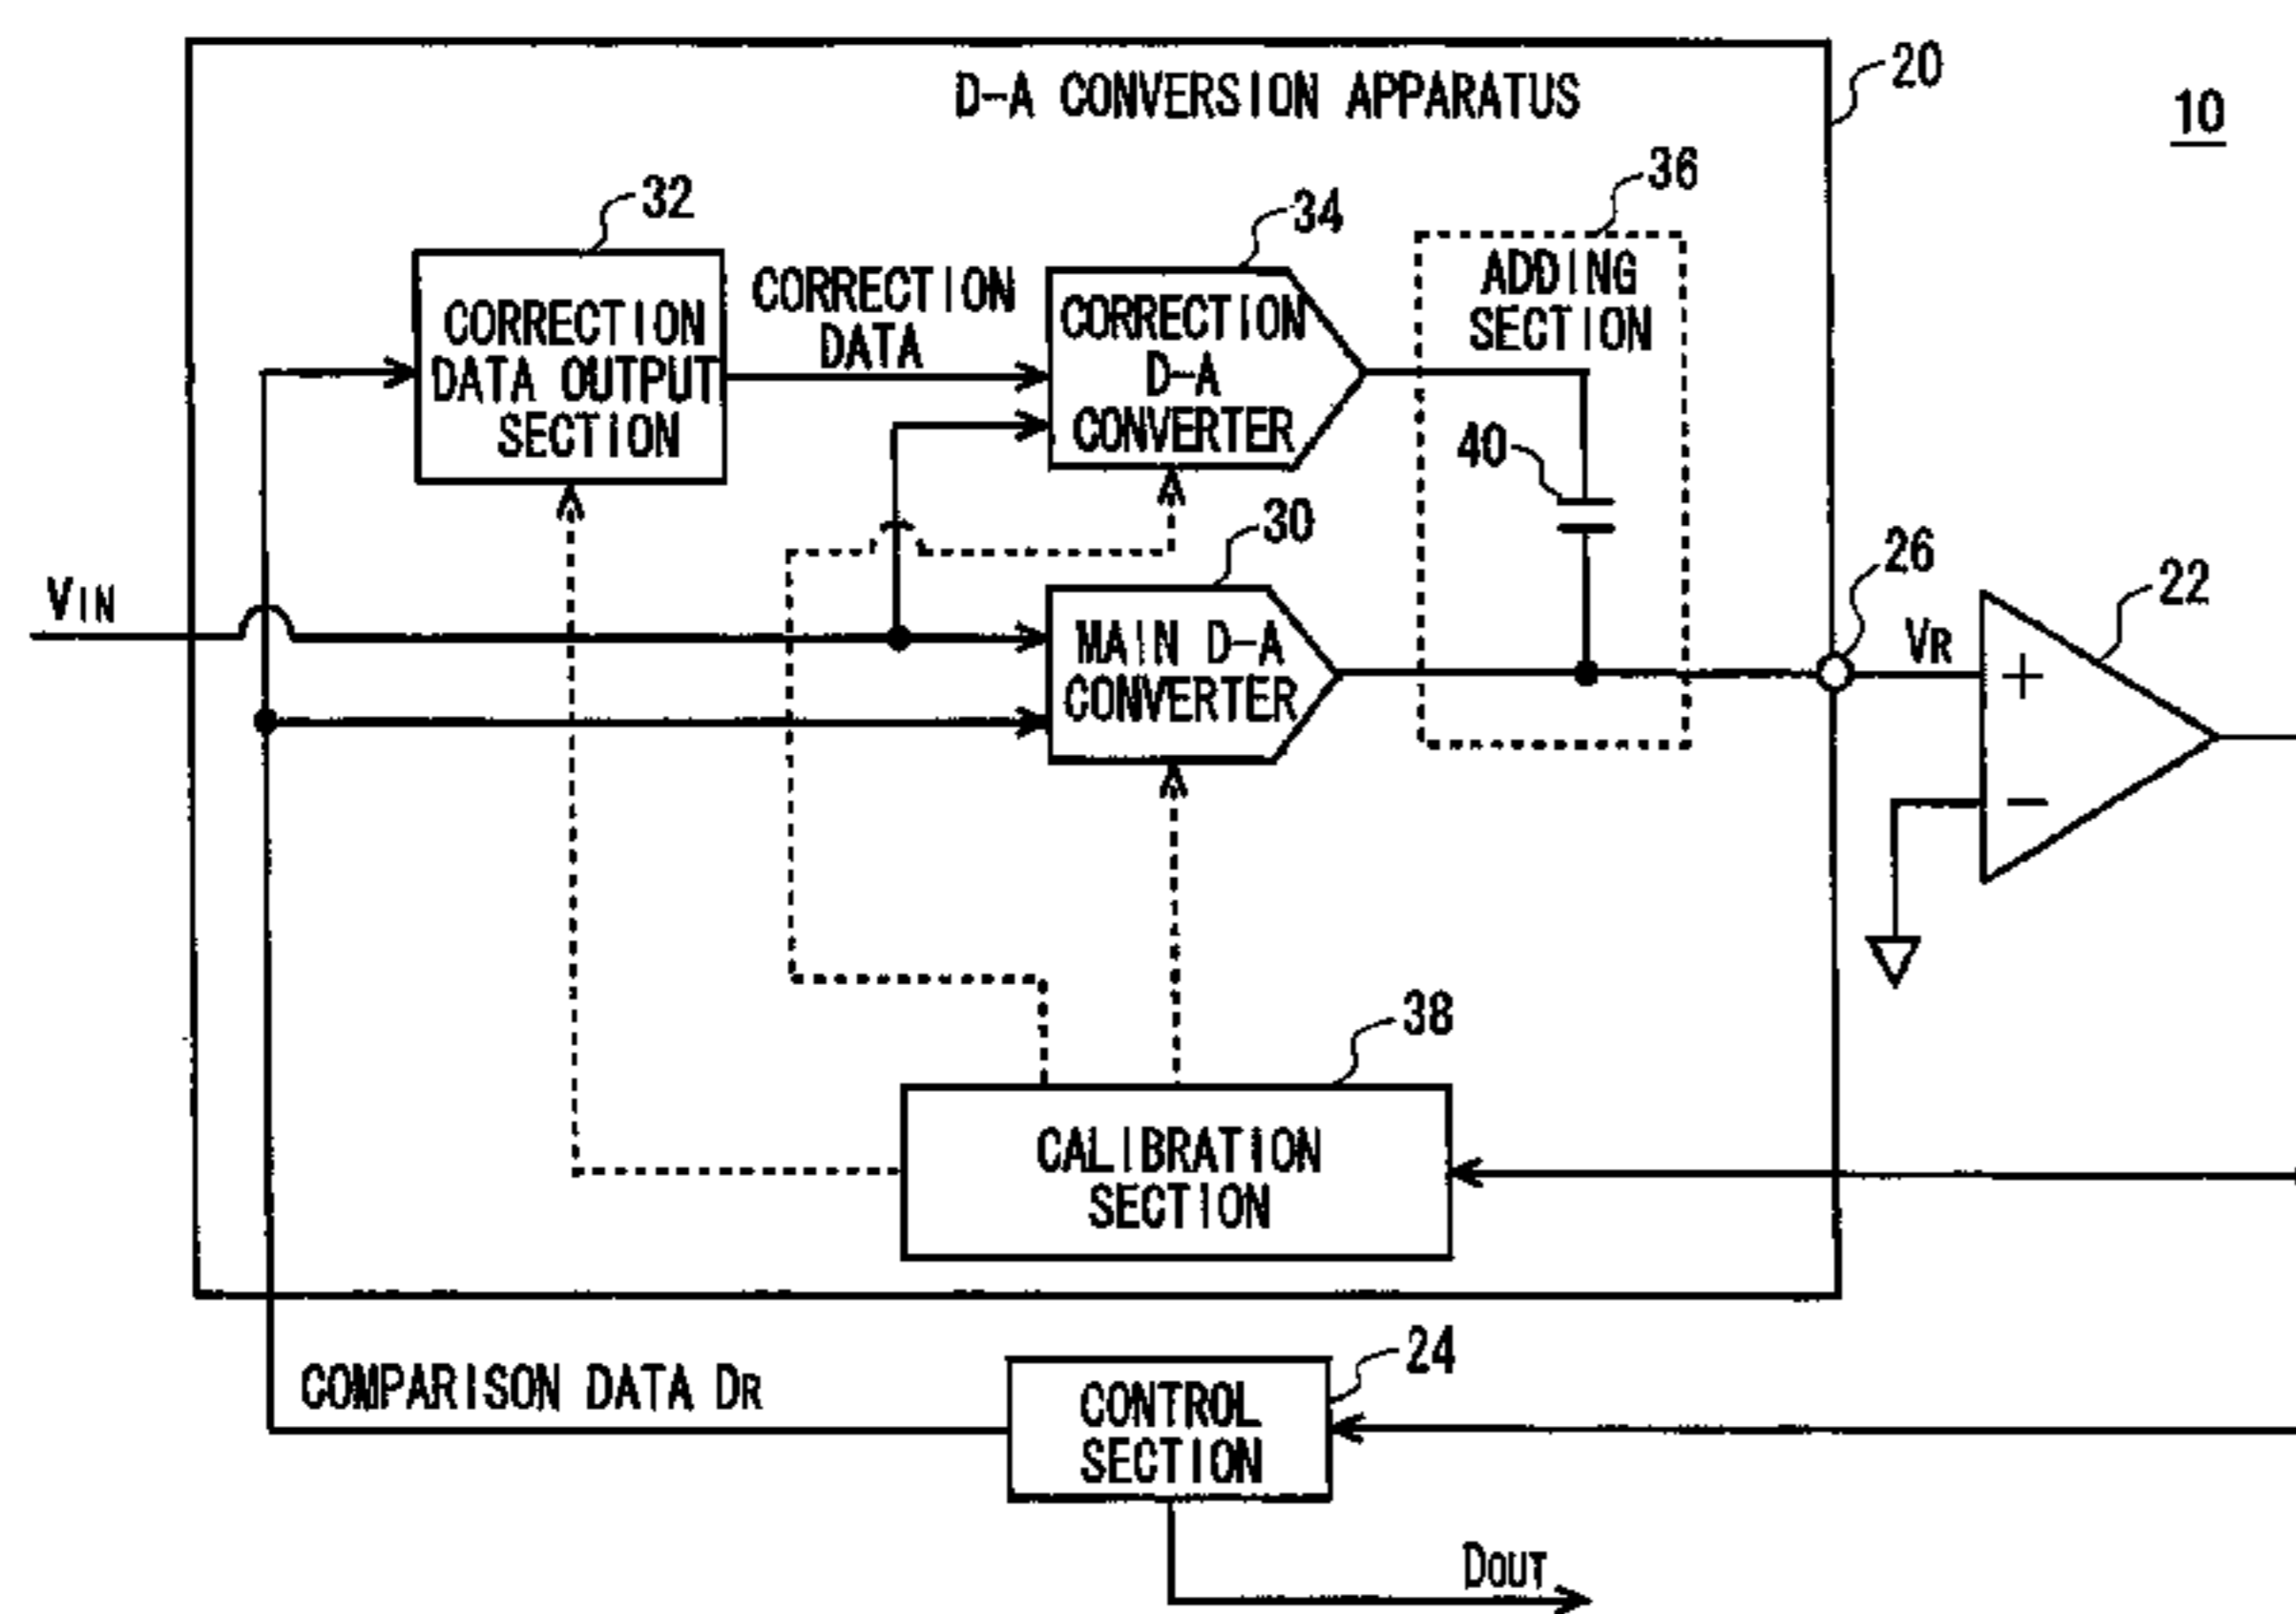 D-A CONVERSION APPARATUS
20
10
32
34
36
CORRECTION
DATA OUTPUT
SECTION
CORRECTION
DATA
CORRECTION
D-A
CONVERTER
ADDING
SECTION
40
30
26
22
VIN
MAIN D-A
CONVERTER
VR
+
−
38
CALIBRATION
SECTION
24
COMPARISON DATA DR
CONTROL
SECTION
DOUT